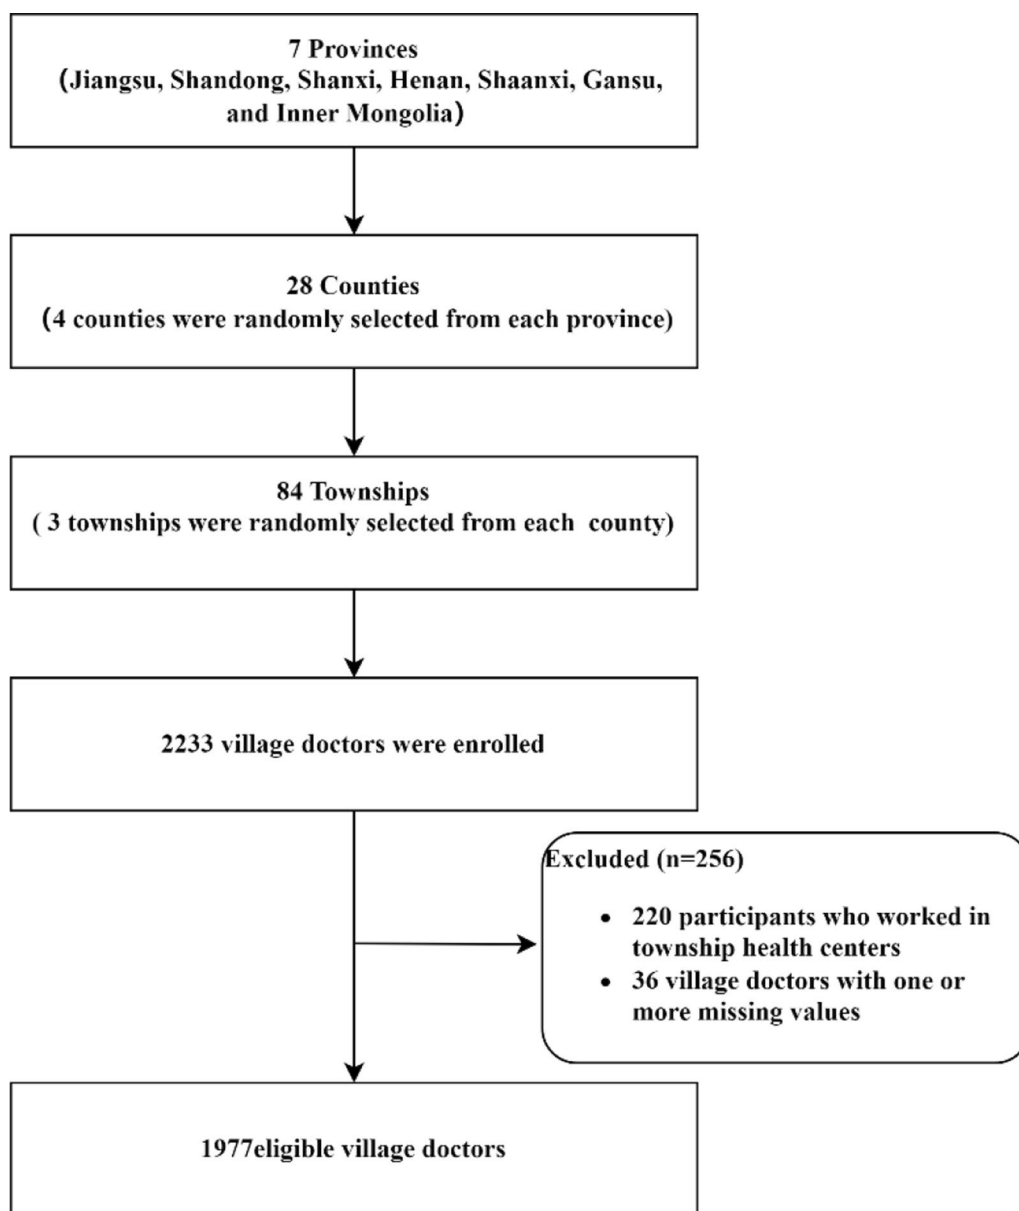 7 Provinces
(Jiangsu, Shandong, Shanxi, Henan, Shaanxi, Gansu,
and Inner Mongolia)
28 Counties
(4 counties were randomly selected from each province)
84 Townships
( 3 townships were randomly selected from each  county)
2233 village doctors were enrolled
Excluded (n=256)
• 220 participants who worked in
township health centers
• 36 village doctors with one or
more missing values
1977eligible village doctors